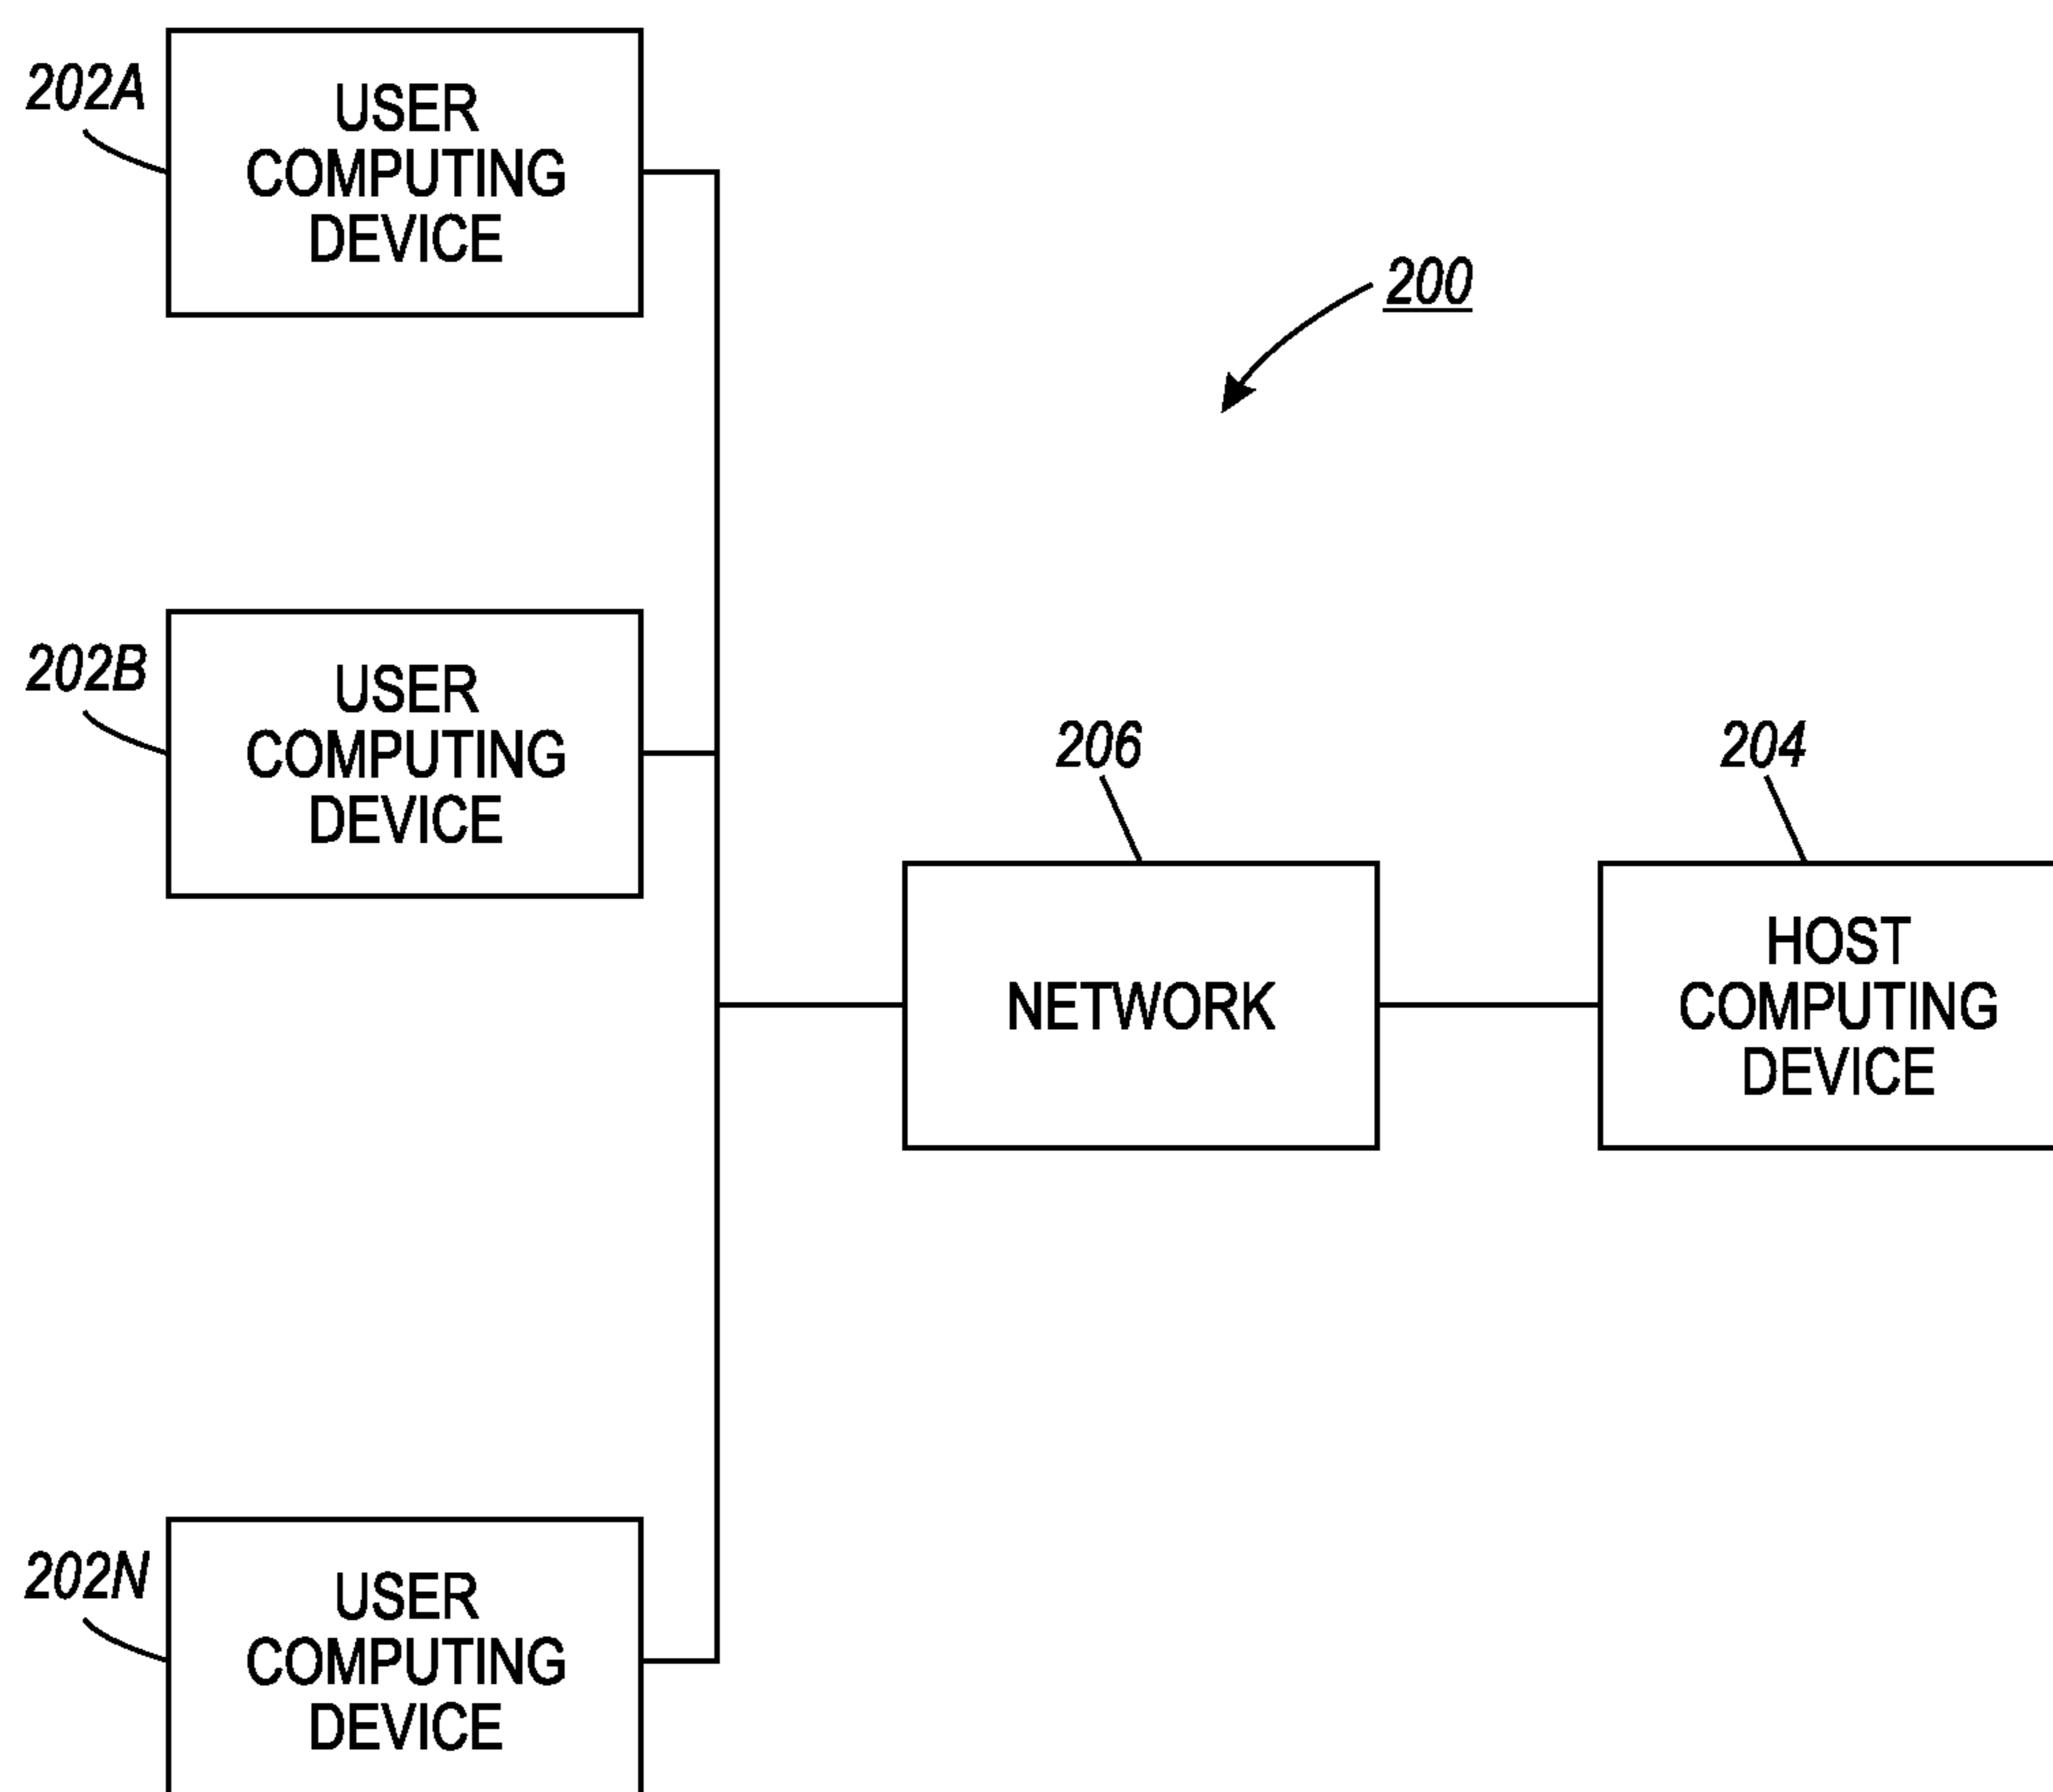 202A
USER
COMPUTING
DEVICE
200
202B
USER
COMPUTING
DEVICE
206
204
NETWORK
HOST
COMPUTING
DEVICE
202N
USER
COMPUTING
DEVICE